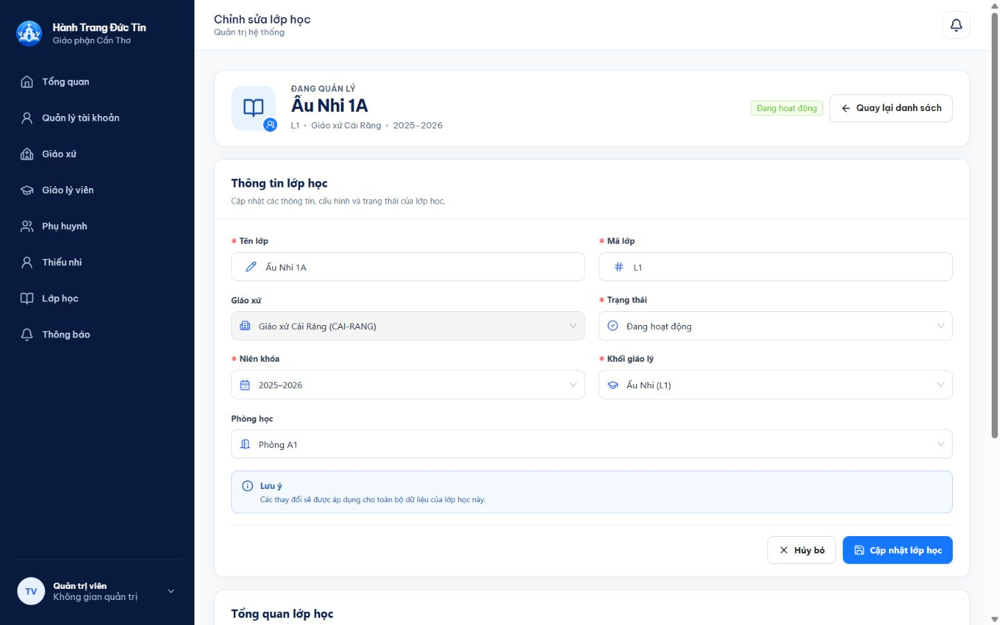 Hành Trang Đức Tin
Giáo phận Cần Thơ
Tổng quan
Quản lý tài khoản
Giáo xứ
Giáo lý viên
Phụ huynh
Thiếu nhi
Lớp học
Thông báo
TV
Quản trị viên
Không gian quản trị
Chỉnh sửa lớp học
Quản trị hệ thống
ĐANG QUẢN LÝ
Ấu Nhi 1A
L1 • Giáo xứ Cái Răng • 2025–2026
Đang hoạt động
Quay lại danh sách
Thông tin lớp học
Cập nhật các thông tin, cấu hình và trạng thái của lớp học.
* Tên lớp
Ấu Nhi 1A
* Mã lớp
L1
Giáo xứ
Giáo xứ Cái Răng (CAI-RANG)
* Trạng thái
Đang hoạt động
* Niên khóa
2025–2026
* Khối giáo lý
Ấu Nhi (L1)
Phòng học
Phòng A1
Lưu ý
Các thay đổi sẽ được áp dụng cho toàn bộ dữ liệu của lớp học này.
Hủy bỏ
Cập nhật lớp học
Tổng quan lớp học